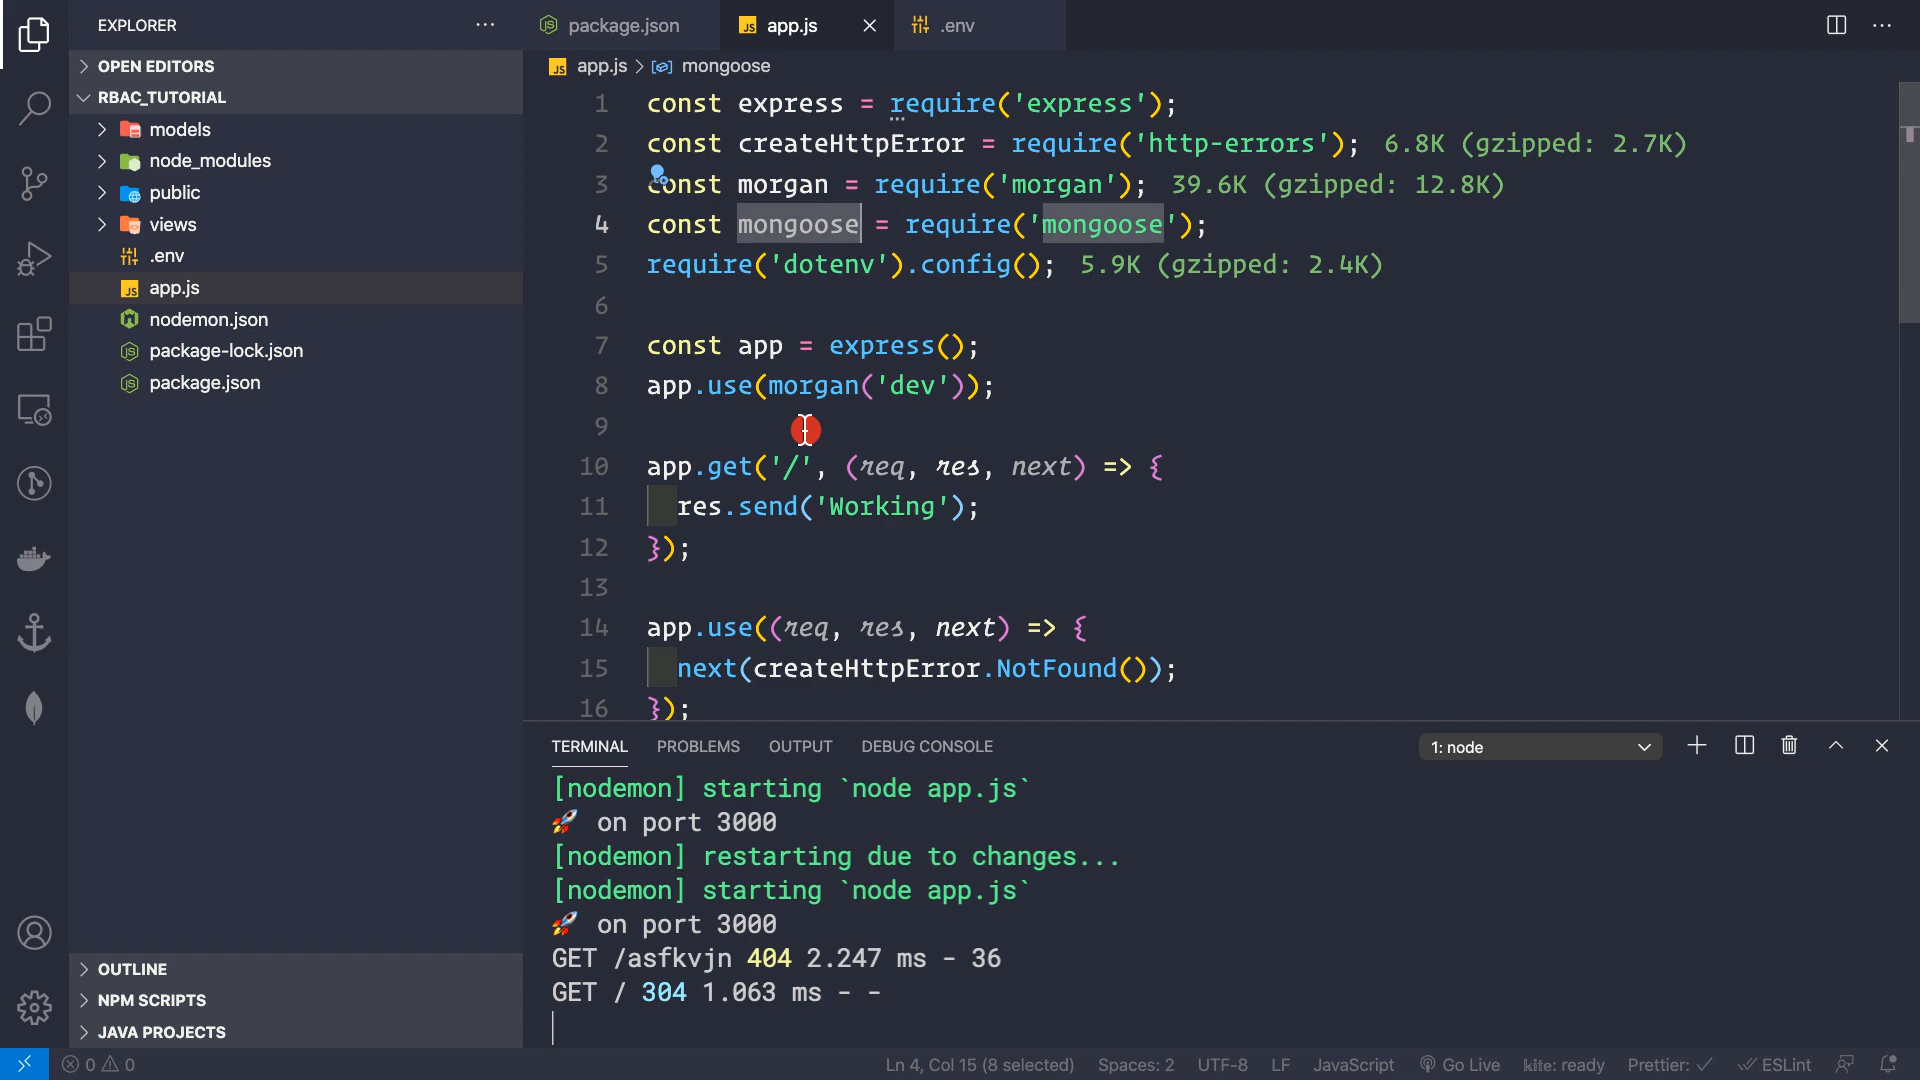 EXPLORER
OPEN EDITORS
RBAC_TUTORIAL
models
node_modules
public
views
.env
app.js
nodemon.json
package-lock.json
package.json
OUTLINE
NPM SCRIPTS
JAVA PROJECTS
package.json
app.js
.env
app.js > mongoose
1 const express = require('express');
2 const createHttpError = require('http-errors'); 6.8K (gzipped: 2.7K)
3 const morgan = require('morgan'); 39.6K (gzipped: 12.8K)
4 const mongoose = require('mongoose');
5 require('dotenv').config(); 5.9K (gzipped: 2.4K)
6
7 const app = express();
8 app.use(morgan('dev'));
9
10 app.get('/', (req, res, next) => {
11 res.send('Working');
12 });
13
14 app.use((req, res, next) => {
15 next(createHttpError.NotFound());
16 });
TERMINAL PROBLEMS OUTPUT DEBUG CONSOLE 1: node
[nodemon] starting `node app.js`
🚀 on port 3000
[nodemon] restarting due to changes...
[nodemon] starting `node app.js`
🚀 on port 3000
GET /asfkvjn 404 2.247 ms - 36
GET / 304 1.063 ms - -
0 0 Ln 4, Col 15 (8 selected) Spaces: 2 UTF-8 LF JavaScript Go Live kite: ready Prettier: ✓ ESLint